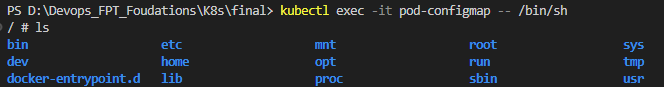 PS D:\Devops_FPT_Foudations\K8s\final> kubectl exec -it pod-configmap -- /bin/sh
/ # ls
bin etc mnt root sys
dev home opt run tmp
docker-entrypoint.d lib proc sbin usr